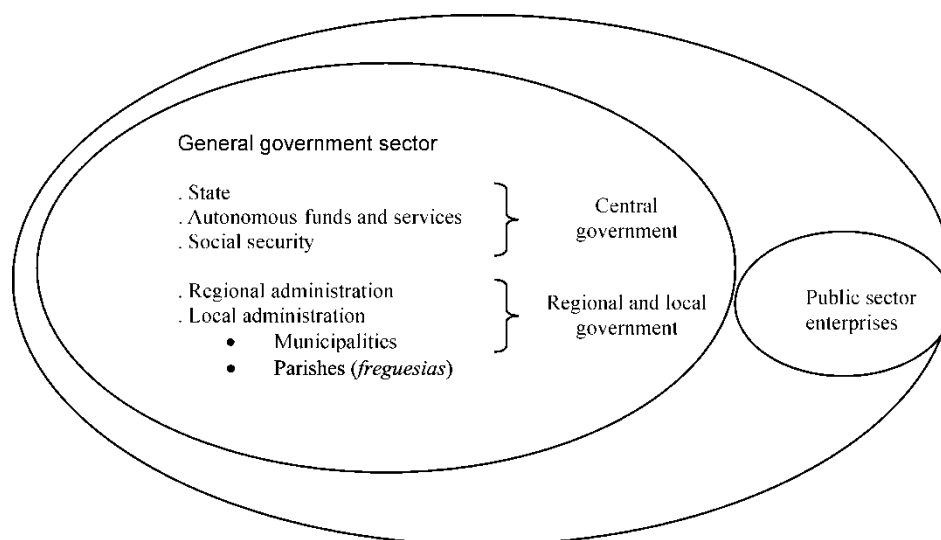 General government sector
. State
. Autonomous funds and services
. Social security
Central
government
. Regional administration
. Local administration
• Municipalities
• Parishes (freguesias)
Regional and local
government
Public sector
enterprises